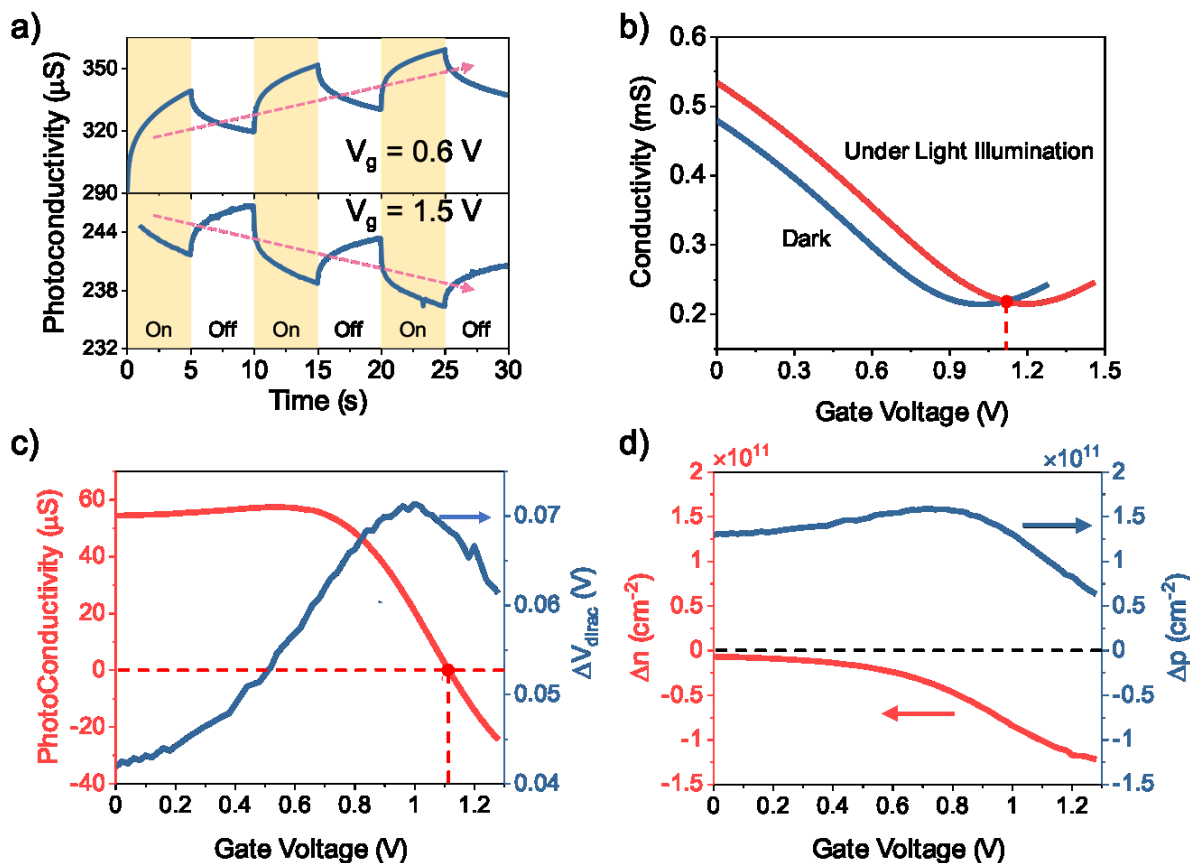 a)
Photoconductivity (μS)
350
320
290
244
238
232
V_g = 0.6 V
V_g = 1.5 V
On Off On Off On Off
0 5 10 15 20 25 30
Time (s)
b)
Conductivity (mS)
0.6
0.5
0.4
0.3
0.2
Under Light Illumination
Dark
0 0.3 0.6 0.9 1.2 1.5
Gate Voltage (V)
c)
PhotoConductivity (μS)
60
40
20
0
-20
-40
0.07
0.06
0.05
0.04
ΔV_dirac (V)
0 0.2 0.4 0.6 0.8 1 1.2
Gate Voltage (V)
d)
×10¹¹
×10¹¹
Δn (cm⁻²)
2
1.5
1
0.5
0
-0.5
-1
-1.5
2
1.5
1
0.5
0
-0.5
-1
-1.5
Δp (cm⁻²)
0 0.2 0.4 0.6 0.8 1 1.2
Gate Voltage (V)